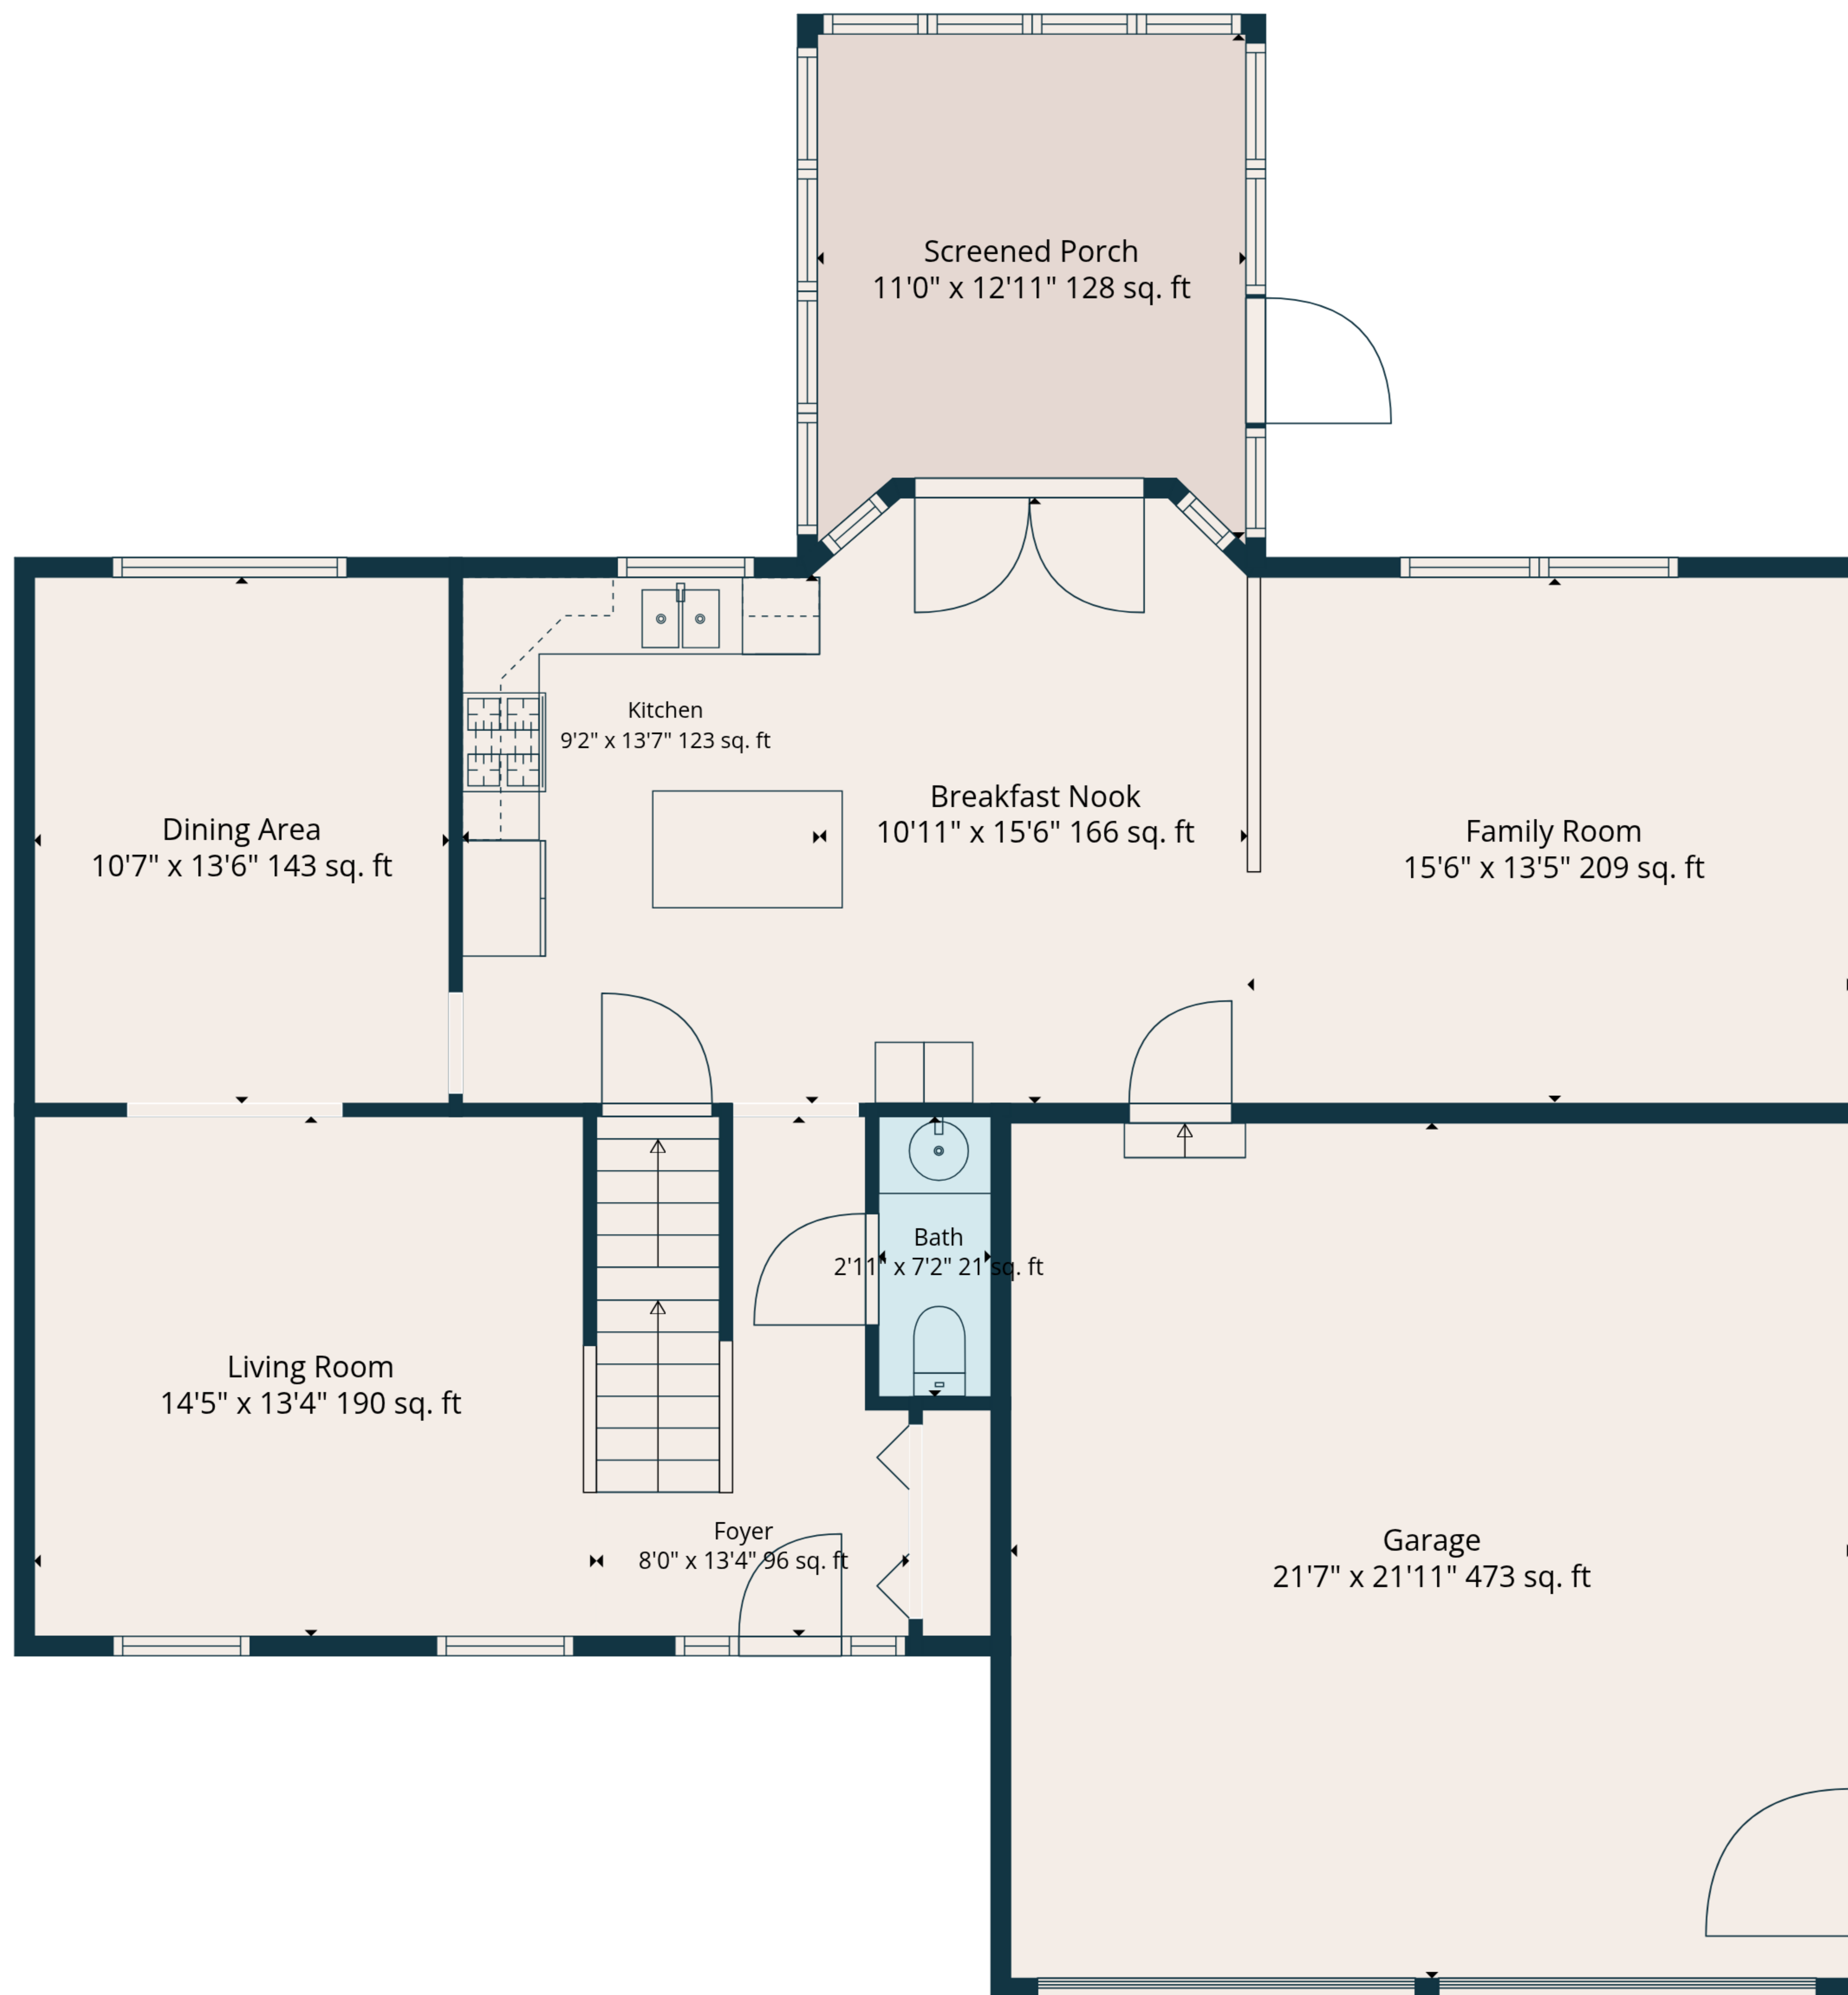 Screened Porch
11'0" x 12'11" 128 sq. ft
Kitchen
9'2" x 13'7" 123 sq. ft
Breakfast Nook
10'11" x 15'6" 166 sq. ft
Dining Area
10'7" x 13'6" 143 sq. ft
Family Room
15'6" x 13'5" 209 sq. ft
Bath
2'11" x 7'2" 21 sq. ft
Living Room
14'5" x 13'4" 190 sq. ft
Foyer
8'0" x 13'4" 96 sq. ft
Garage
21'7" x 21'11" 473 sq. ft